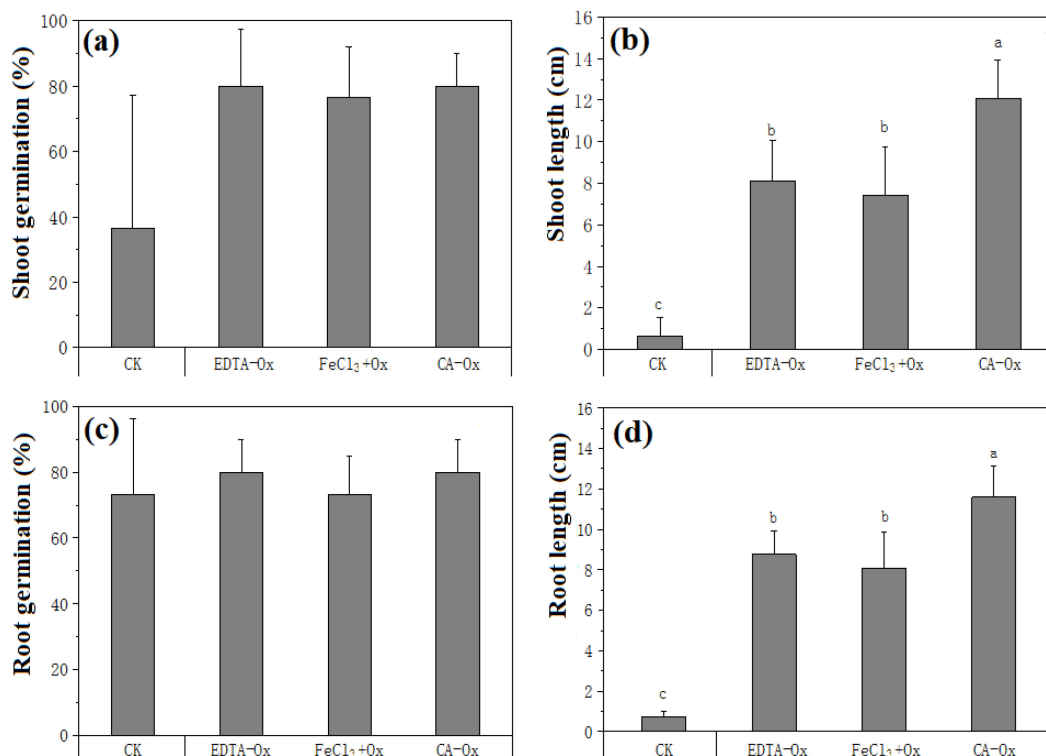 (a)
Shoot germination (%)
100
80
60
40
20
0
CK EDTA-Ox FeCl₃+Ox CA-Ox
(b)
Shoot length (cm)
16
14
12
10
8
6
4
2
0
c
b
b
a
CK EDTA-Ox FeCl₃+Ox CA-Ox
(c)
Root germination (%)
100
80
60
40
20
0
CK EDTA-Ox FeCl₃+Ox CA-Ox
(d)
Root length (cm)
16
14
12
10
8
6
4
2
0
c
b
b
a
CK EDTA-Ox FeCl₃+Ox CA-Ox